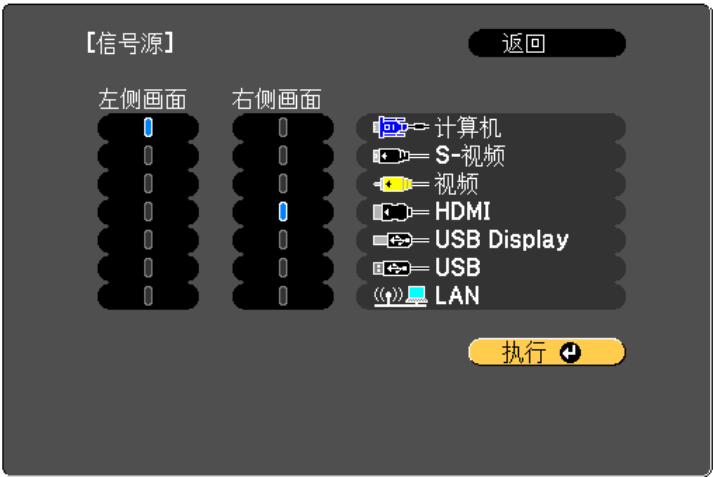 【信号源】
返回
左侧画面 右侧画面
计算机
S-视频
视频
HDMI
USB Display
USB
LAN
执行